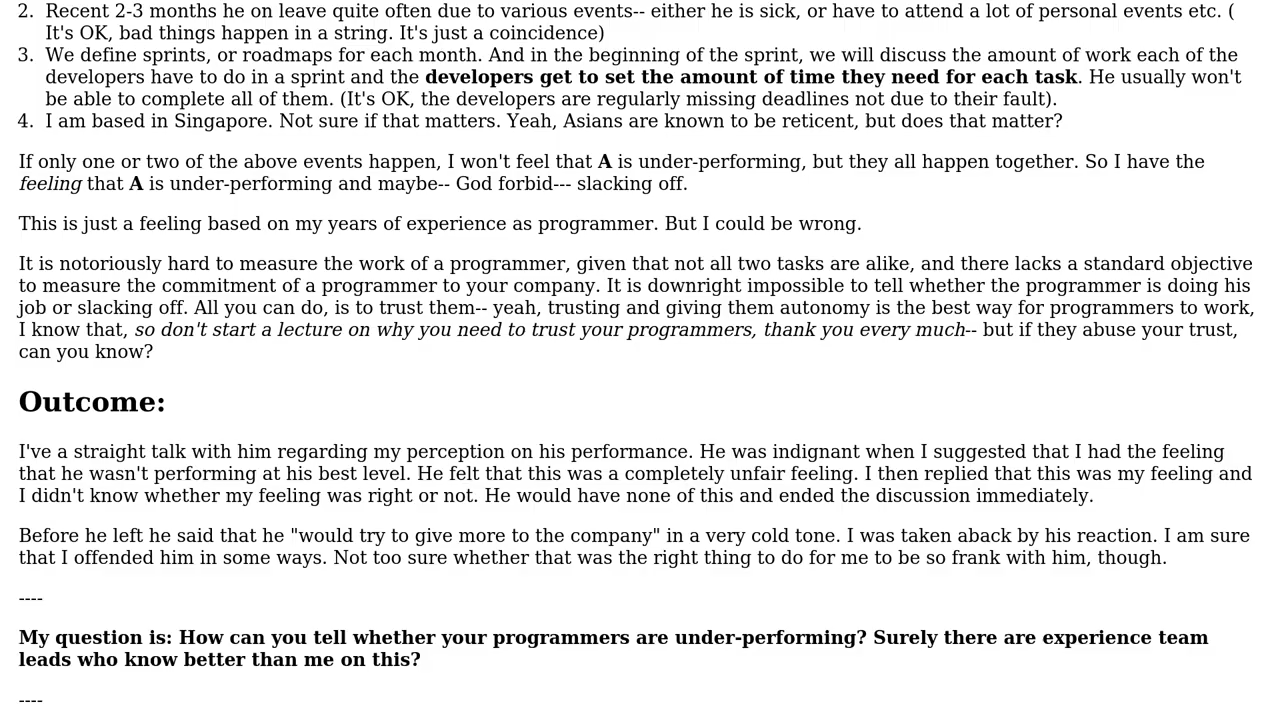 2. Recent 2-3 months he on leave quite often due to various events-- either he is sick, or have to attend a lot of personal events etc. (
It's OK, bad things happen in a string. It's just a coincidence)
3. We define sprints, or roadmaps for each month. And in the beginning of the sprint, we will discuss the amount of work each of the
developers have to do in a sprint and the developers get to set the amount of time they need for each task. He usually won't
be able to complete all of them. (It's OK, the developers are regularly missing deadlines not due to their fault).
4. I am based in Singapore. Not sure if that matters. Yeah, Asians are known to be reticent, but does that matter?
If only one or two of the above events happen, I won't feel that A is under-performing, but they all happen together. So I have the
feeling that A is under-performing and maybe-- God forbid--- slacking off.
This is just a feeling based on my years of experience as programmer. But I could be wrong.
It is notoriously hard to measure the work of a programmer, given that not all two tasks are alike, and there lacks a standard objective
to measure the commitment of a programmer to your company. It is downright impossible to tell whether the programmer is doing his
job or slacking off. All you can do, is to trust them-- yeah, trusting and giving them autonomy is the best way for programmers to work,
I know that, so don't start a lecture on why you need to trust your programmers, thank you every much-- but if they abuse your trust,
can you know?
Outcome:
I've a straight talk with him regarding my perception on his performance. He was indignant when I suggested that I had the feeling
that he wasn't performing at his best level. He felt that this was a completely unfair feeling. I then replied that this was my feeling and
I didn't know whether my feeling was right or not. He would have none of this and ended the discussion immediately.
Before he left he said that he "would try to give more to the company" in a very cold tone. I was taken aback by his reaction. I am sure
that I offended him in some ways. Not too sure whether that was the right thing to do for me to be so frank with him, though.
----
My question is: How can you tell whether your programmers are under-performing? Surely there are experience team
leads who know better than me on this?
----